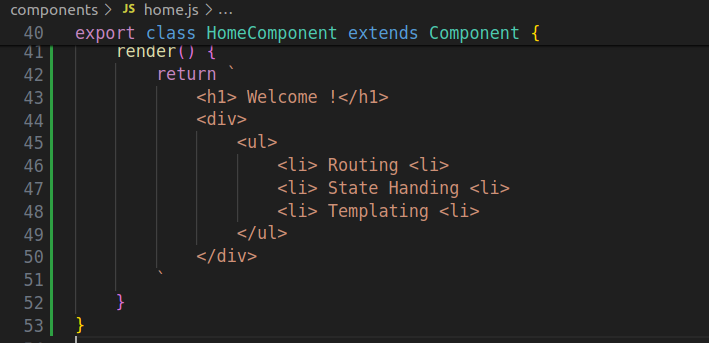 components > JS home.js > ...
40 export class HomeComponent extends Component {
41 render() {
42 return `
43 <h1> Welcome !</h1>
44 <div>
45 <ul>
46 <li> Routing <li>
47 <li> State Handing <li>
48 <li> Templating <li>
49 </ul>
50 </div>
51 `
52 }
53 }